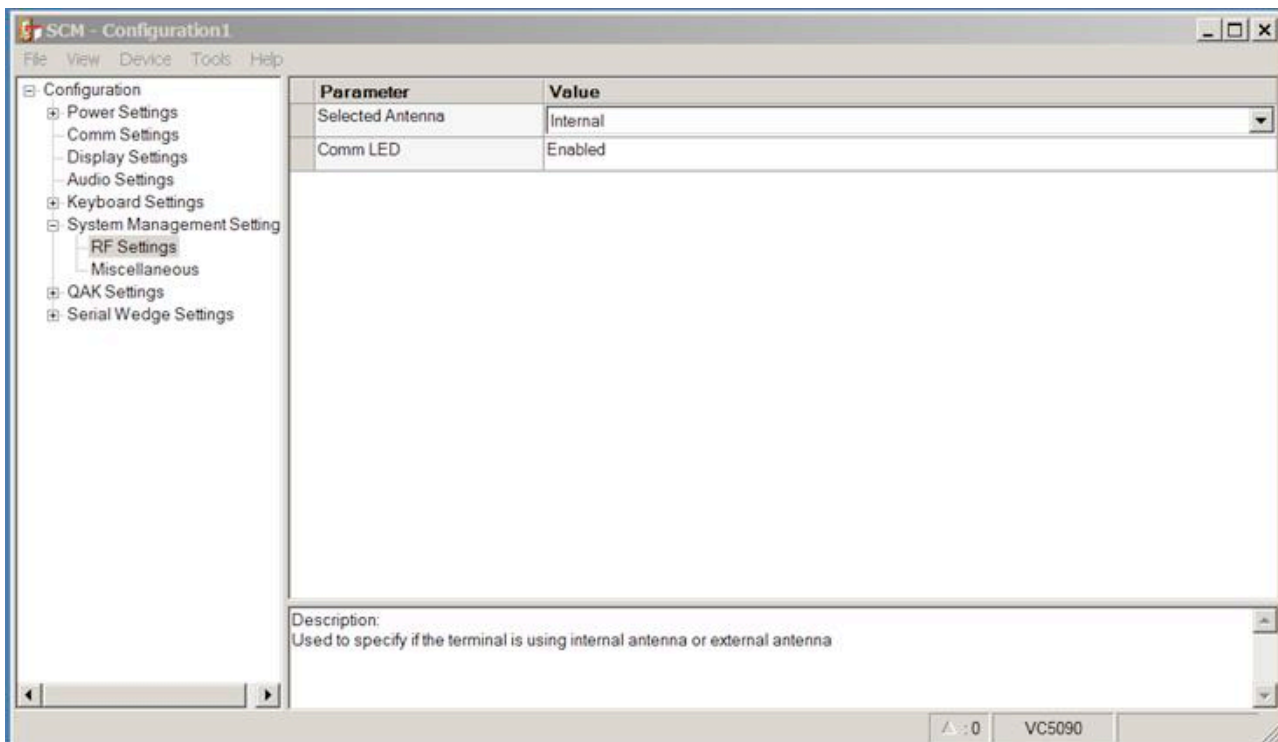 SCM - Configuration1
File View Device Tools Help
Configuration
Power Settings
Comm Settings
Display Settings
Audio Settings
Keyboard Settings
System Management Setting
RF Settings
Miscellaneous
QAK Settings
Serial Wedge Settings
Parameter Value
Selected Antenna Internal
Comm LED Enabled
Description:
Used to specify if the terminal is using internal antenna or external antenna
: 0 VC5090